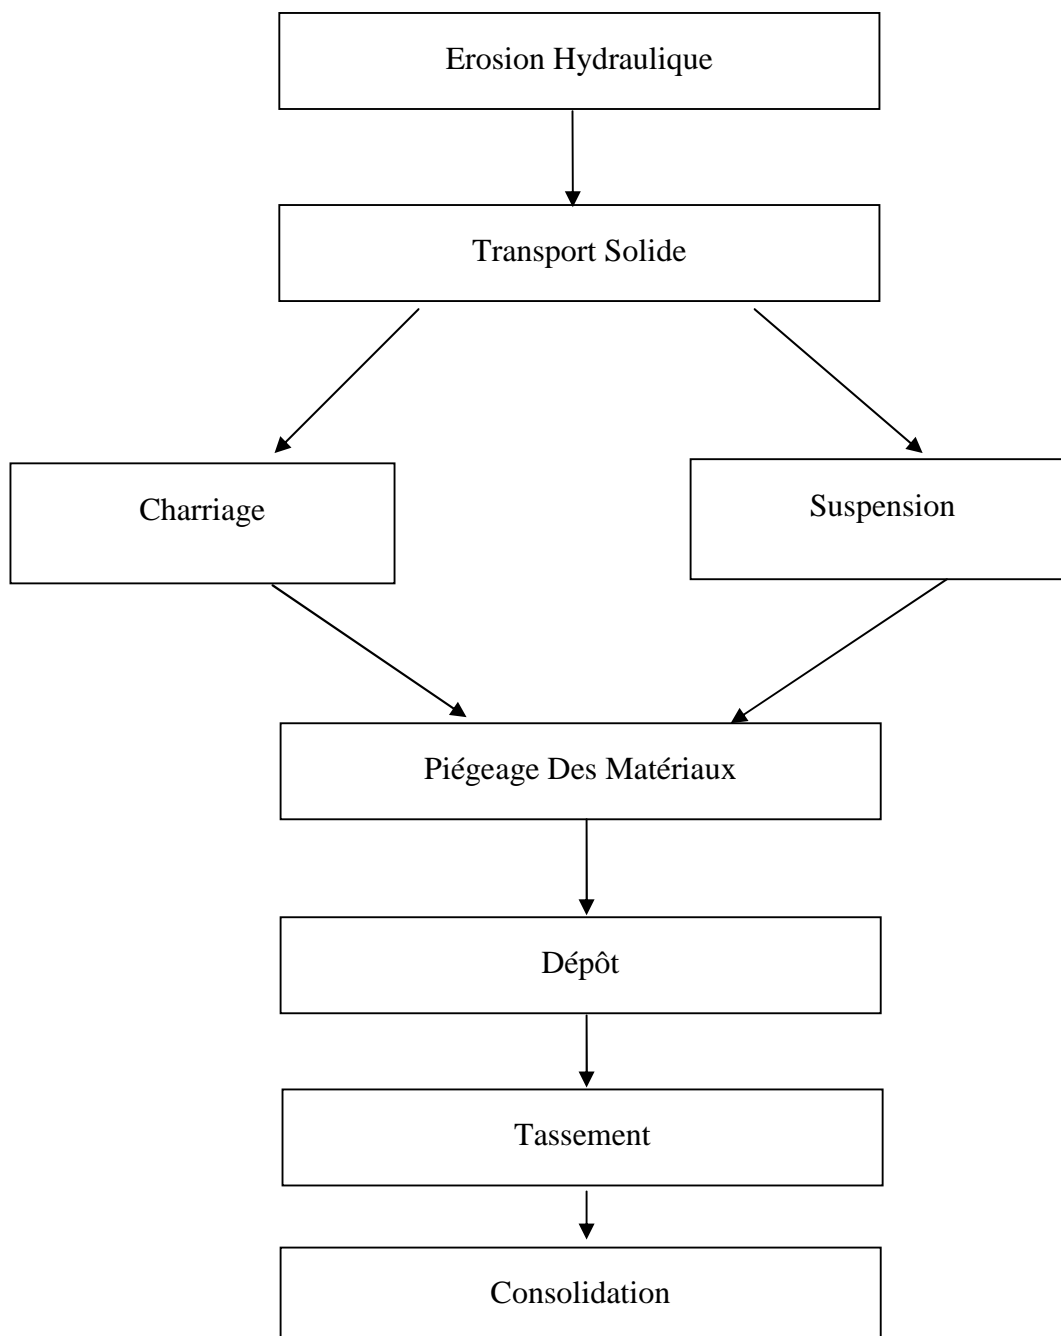 Erosion Hydraulique
Transport Solide
Charriage
Suspension
Piégeage Des Matériaux
Dépôt
Tassement
Consolidation